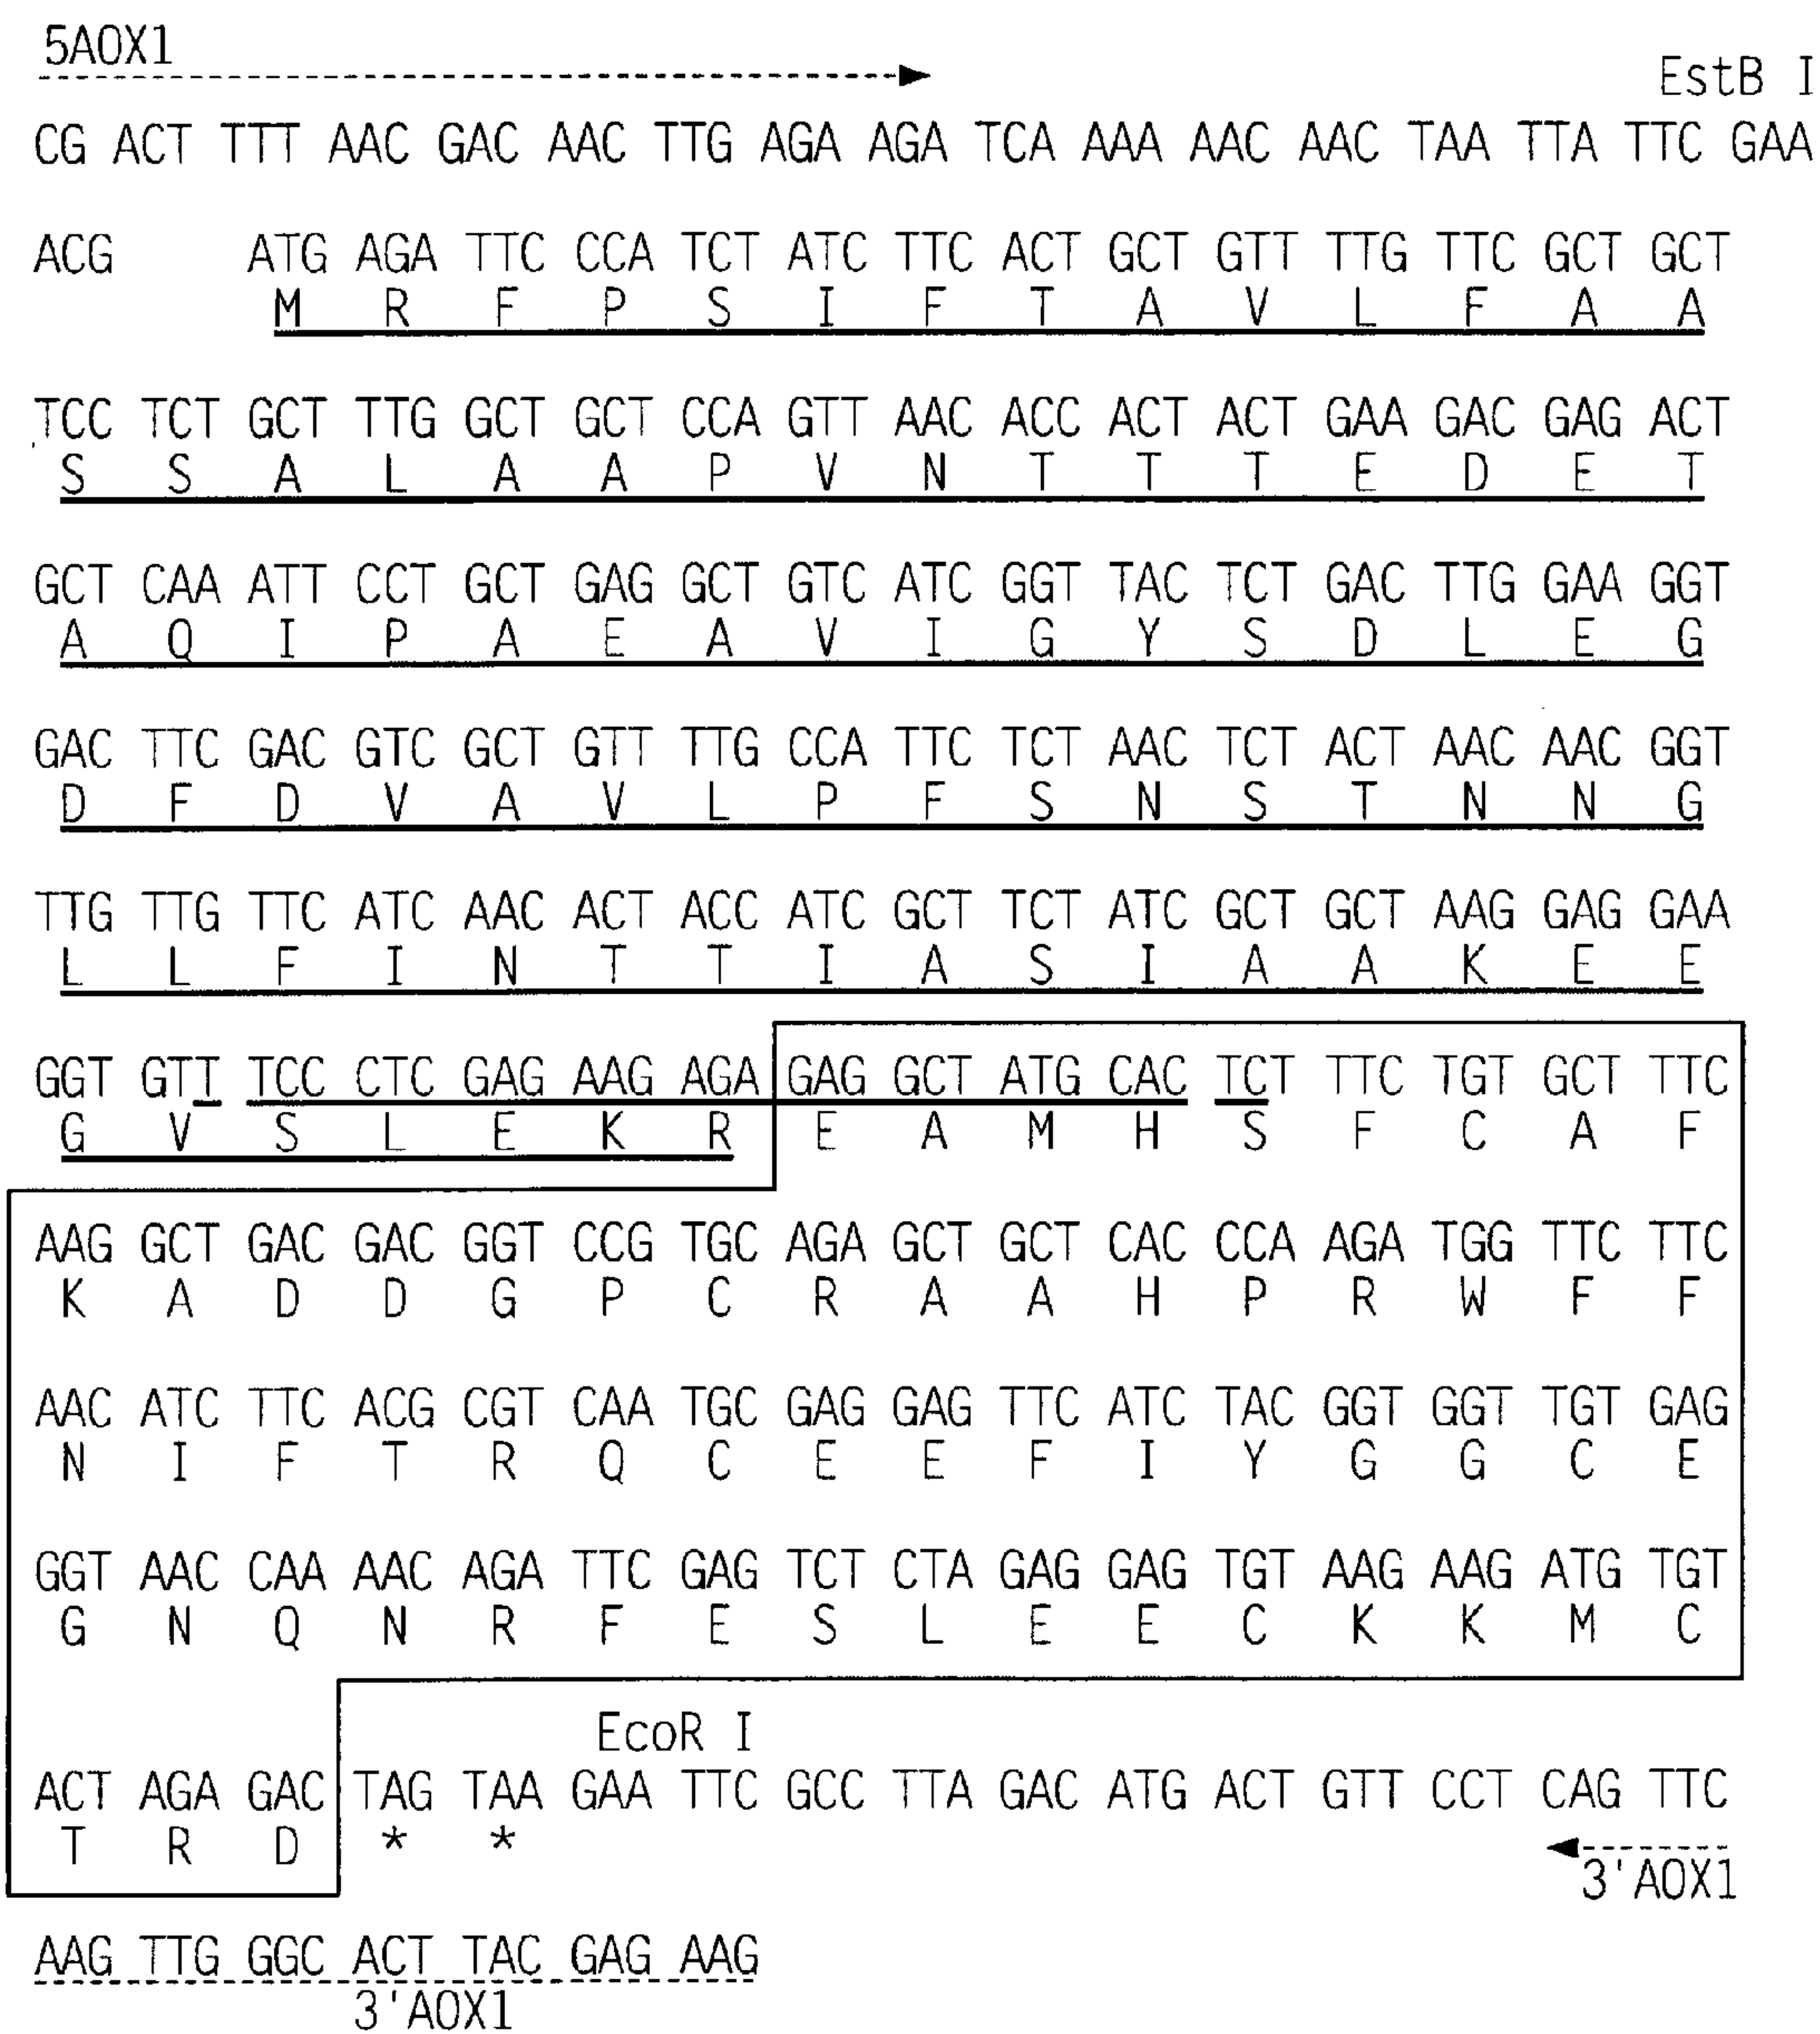 5AOX1
EstB I
CG ACT TTT AAC GAC AAC TTG AGA AGA TCA AAA AAC AAC TAA TTA TTC GAA
ACG ATG AGA TTC CCA TCT ATC TTC ACT GCT GTT TTG TTC GCT GCT
M R F P S I F T A V L F A A
TCC TCT GCT TTG GCT GCT CCA GTT AAC ACC ACT ACT GAA GAC GAG ACT
S S A L A A P V N T T T E D E T
GCT CAA ATT CCT GCT GAG GCT GTC ATC GGT TAC TCT GAC TTG GAA GGT
A Q I P A E A V I G Y S D L E G
GAC TTC GAC GTC GCT GTT TTG CCA TTC TCT AAC TCT ACT AAC AAC GGT
D F D V A V L P F S N S T N N G
TTG TTG TTC ATC AAC ACT ACC ATC GCT TCT ATC GCT GCT AAG GAG GAA
L L F I N T T I A S I A A K E E
GGT GTT TCC CTC GAG AAG AGA GAG GCT ATG CAC TCT TTC TGT GCT TTC
G V S L E K R E A M H S F C A F
AAG GCT GAC GAC GGT CCG TGC AGA GCT GCT CAC CCA AGA TGG TTC TTC
K A D D G P C R A A H P R W F F
AAC ATC TTC ACG CGT CAA TGC GAG GAG TTC ATC TAC GGT GGT TGT GAG
N I F T R Q C E E F I Y G G C E
GGT AAC CAA AAC AGA TTC GAG TCT CTA GAG GAG TGT AAG AAG ATG TGT
G N Q N R F E S L E E C K K M C
EcoR I
ACT AGA GAC TAG TAA GAA TTC GCC TTA GAC ATG ACT GTT CCT CAG TTC
T R D * *
3'AOX1
AAG TTG GGC ACT TAC GAG AAG
3'AOX1